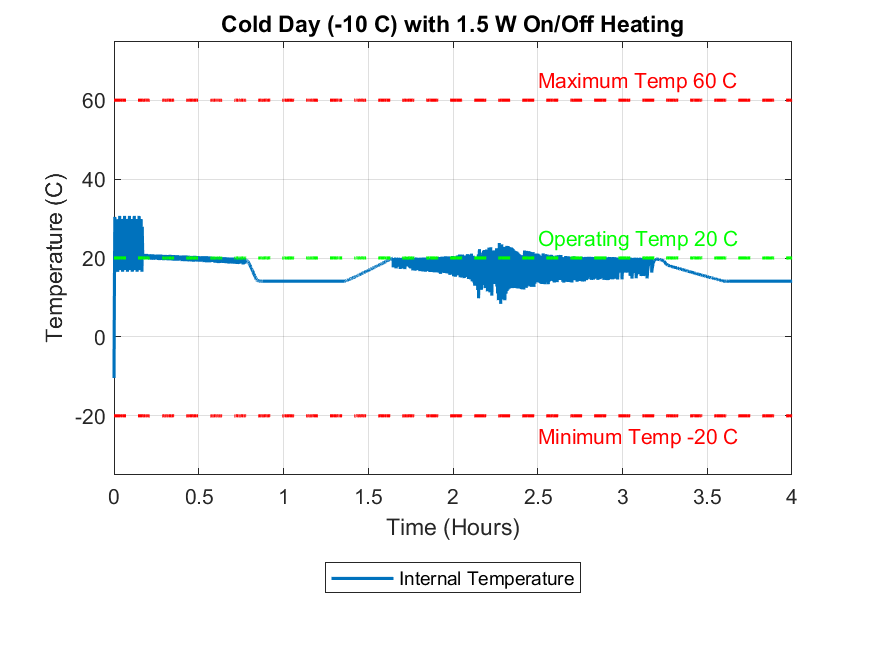 Cold Day (-10 C) with 1.5 W On/Off Heating
Maximum Temp 60 C
60
40
Operating Temp 20 C
20
0
-20
Minimum Temp -20 C
Temperature (C)
0 0.5 1 1.5 2 2.5 3 3.5 4
Time (Hours)
Internal Temperature